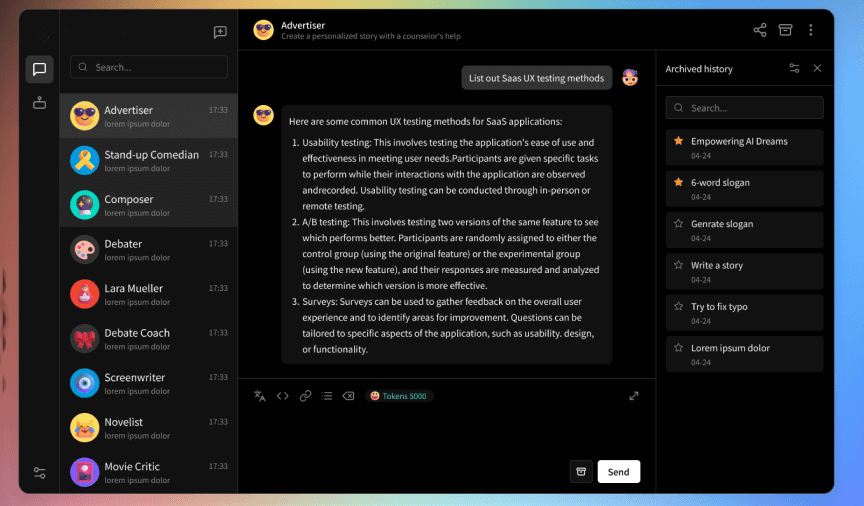 Search...
Advertiser
17:33
lorem ipsum dolor
Stand-up Comedian
17:33
lorem ipsum dolor
Composer
17:33
lorem ipsum dolor
Debater
17:33
lorem ipsum dolor
Lara Mueller
17:33
lorem ipsum dolor
Debate Coach
17:33
lorem ipsum dolor
Screenwriter
17:33
lorem ipsum dolor
Novelist
17:33
lorem ipsum dolor
Movie Critic
17:33
lorem ipsum dolor
Advertiser
Create a personalized story with a counselor's help
List out Saas UX testing methods
Here are some common UX testing methods for SaaS applications:
1. Usability testing: This involves testing the application's ease of use and
effectiveness in meeting user needs.Participants are given specific tasks
to perform while their interactions with the application are observed
andrecorded. Usability testing can be conducted through in-person or
remote testing.
2. A/B testing: This involves testing two versions of the same feature to see
which performs better. Participants are randomly assigned to either the
control group (using the original feature) or the experimental group
(using the new feature), and their responses are measured and analyzed
to determine which version is more effective.
3. Surveys: Surveys can be used to gather feedback on the overall user
experience and to identify areas for improvement. Questions can be
tailored to specific aspects of the application, such as usability. design,
or functionality.
Tokens 5000
Send
Archived history
Search...
Empowering AI Dreams
04-24
6-word slogan
04-24
Genrate slogan
04-24
Write a story
04-24
Try to fix typo
04-24
Lorem ipsum dolor
04-24